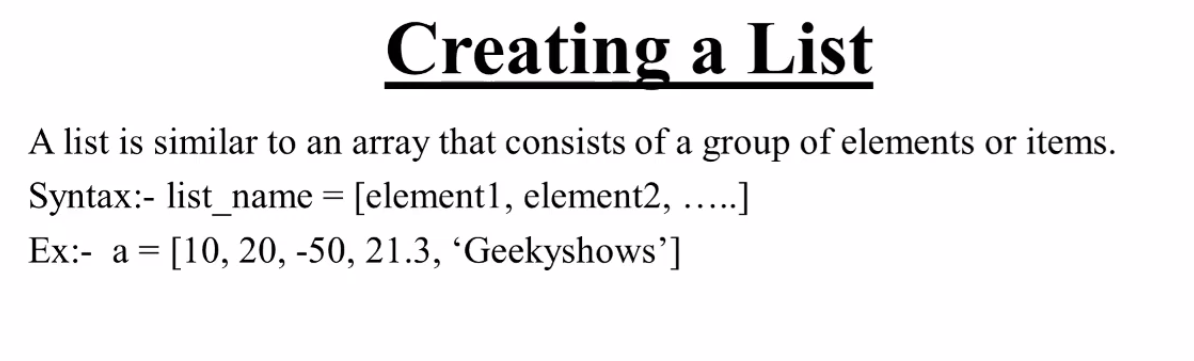 Creating a List
A list is similar to an array that consists of a group of elements or items.
Syntax:- list_name = [element1, element2, …..]
Ex:- a = [10, 20, -50, 21.3, ‘Geekyshows’]